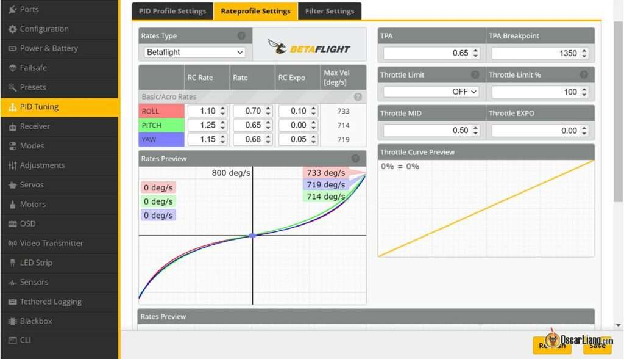 Ports
Configuration
Power & Battery
Failsafe
Presets
PID Tuning
Receiver
Modes
Adjustments
Servos
Motors
OSD
Video Transmitter
LED Strip
Sensors
Tethered Logging
Blackbox
CLI
PID Profile Settings Rateprofile Settings Filter Settings
Rates Type
Betaflight
BETAFLIGHT
RC Rate Rate RC Expo Max Vel [deg/s]
Basic/Acro Rates
ROLL 1.10 0.70 0.10 733
PITCH 1.25 0.65 0.00 714
YAW 1.15 0.68 0.05 719
Rates Preview
800 deg/s
733 deg/s
719 deg/s
714 deg/s
0 deg/s
0 deg/s
0 deg/s
Rates Preview
TPA TPA Breakpoint
0.65 1350
Throttle Limit Throttle Limit %
OFF 100
Throttle MID Throttle EXPO
0.50 0.00
Throttle Curve Preview
0% = 0%
OscarLiang.com
Save